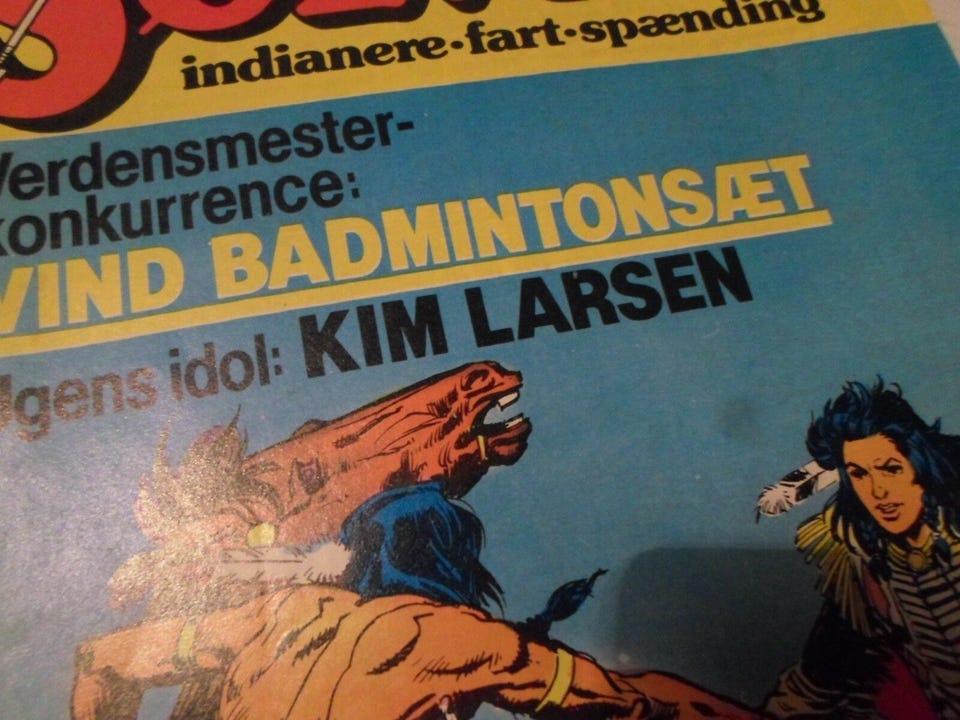 indianere·fart·spænding
Verdensmester-
konkurrence:
VIND BADMINTONSÆT
Ugens idol: KIM LARSEN